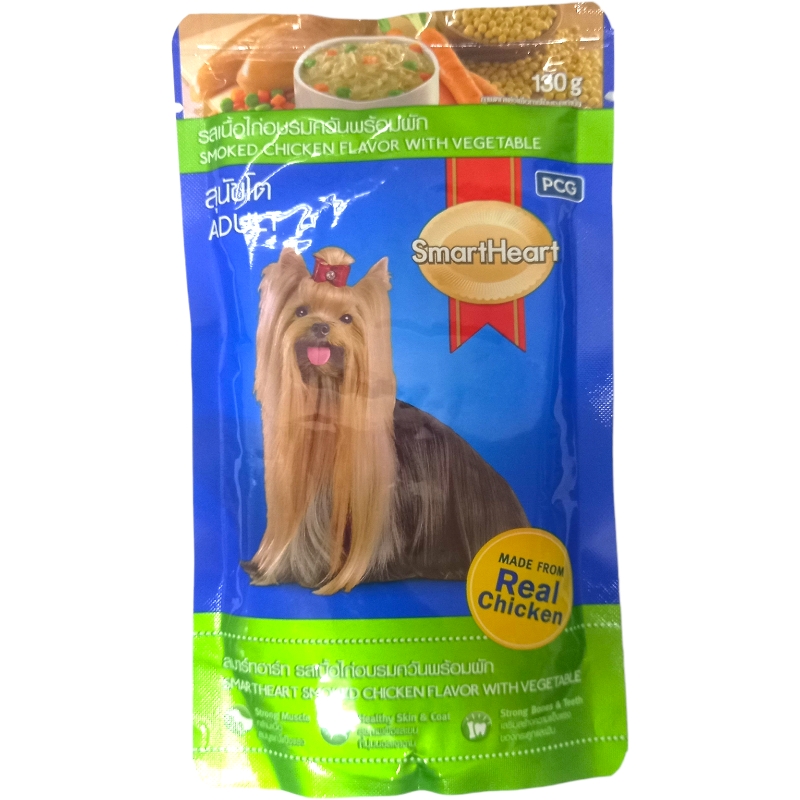 130 g
รสเนื้อไก่อบรมควันพร้อมผัก
SMOKED CHICKEN FLAVOR WITH VEGETABLE
สุนัขโต
ADULT
PCG
SmartHeart
MADE FROM
Real
Chicken
สมาร์ทฮาร์ท รสเนื้อไก่อบรมควันพร้อมผัก
SMARTHEART SMOKED CHICKEN FLAVOR WITH VEGETABLE
Strong Muscle
Healthy Skin & Coat
Strong Bones & Teeth